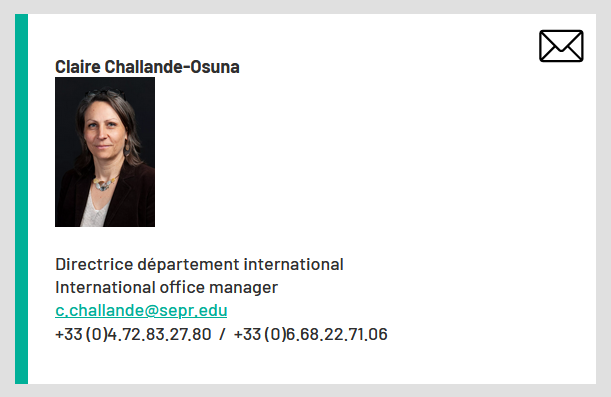 Claire Challande-Osuna
Directrice département international
International office manager
c.challande@sepr.edu
+33 (0)4.72.83.27.80 / +33 (0)6.68.22.71.06